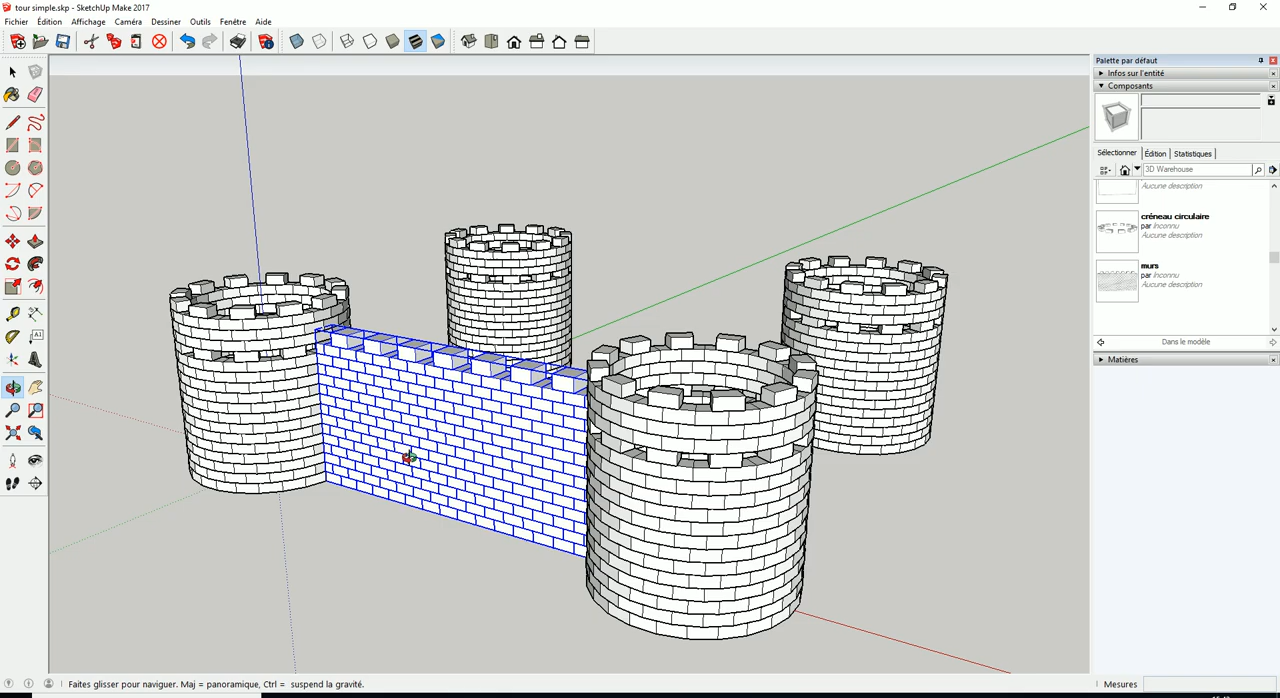 tour simple.skp - SketchUp Make 2017
Fichier Édition Affichage Caméra Dessiner Outils Fenêtre Aide
Palette par défaut
Infos sur l'entité
Composants
Sélectionner Édition Statistiques
3D Warehouse
Aucune description
créneau circulaire
par Inconnu
Aucune description
murs
par Inconnu
Aucune description
Dans le modèle
Matières
Faites glisser pour naviguer. Maj = panoramique, Ctrl = suspend la gravité.
Mesures